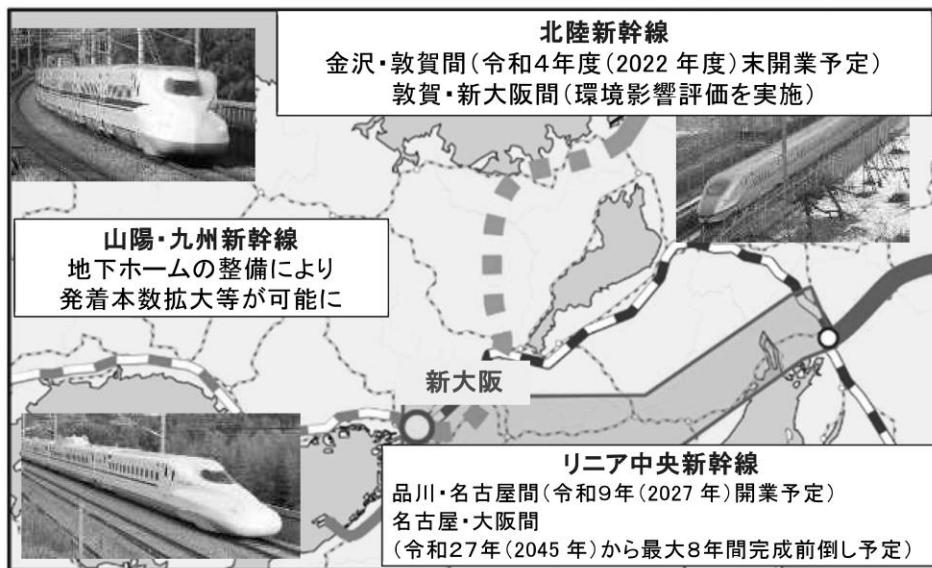 北陸新幹線
金沢・敦賀間(令和4年度(2022 年度)末開業予定)
敦賀・新大阪間(環境影響評価を実施)
山陽・九州新幹線
地下ホームの整備により
発着本数拡大等が可能に
新大阪
リニア中央新幹線
品川・名古屋間(令和9年(2027 年)開業予定)
名古屋・大阪間
(令和27年(2045 年)から最大8年間完成前倒し予定)